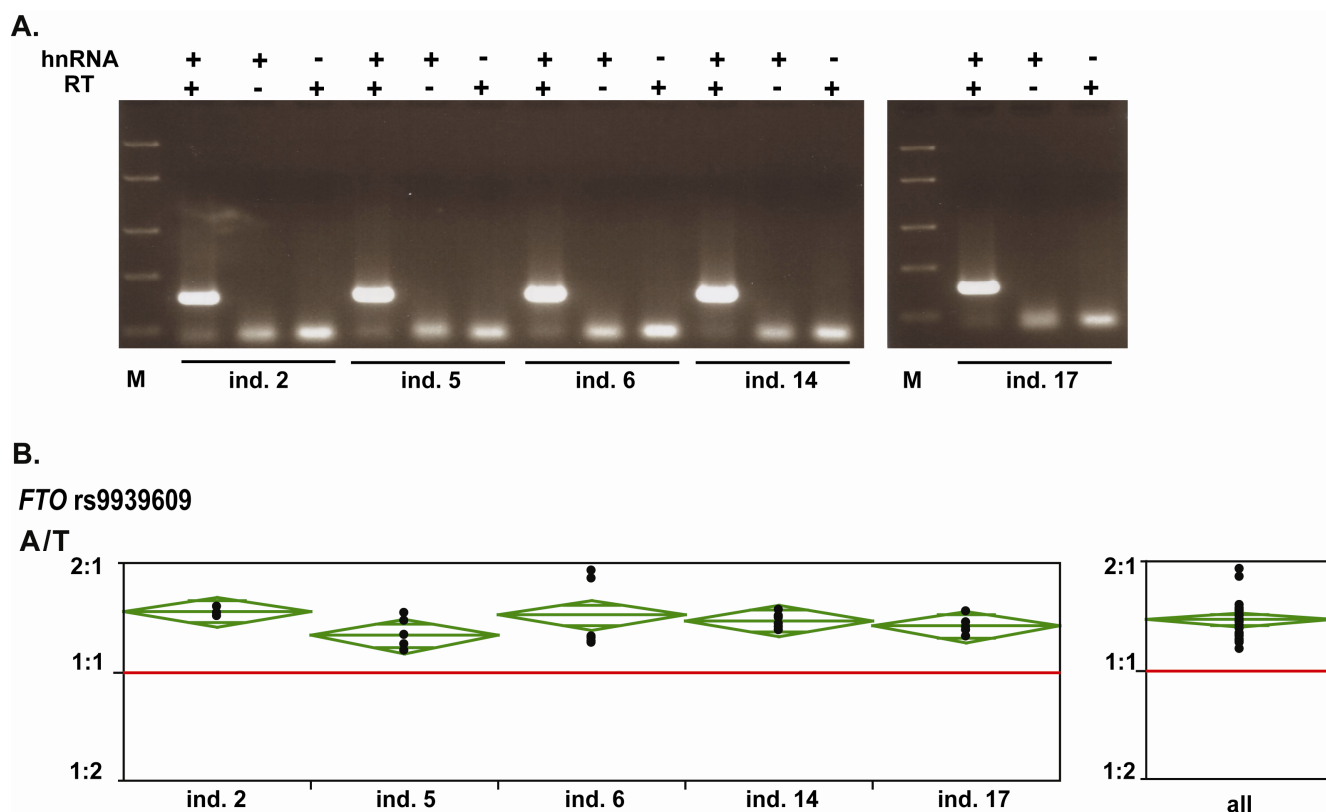 A.
hnRNA + + - + + - + + - + + - + + -
RT + - + + - + + - + + - + + - +
M ind. 2 ind. 5 ind. 6 ind. 14 M ind. 17
B.
FTO rs9939609
A/T
2:1 2:1
1:1 1:1
1:2 1:2
ind. 2 ind. 5 ind. 6 ind. 14 ind. 17 all